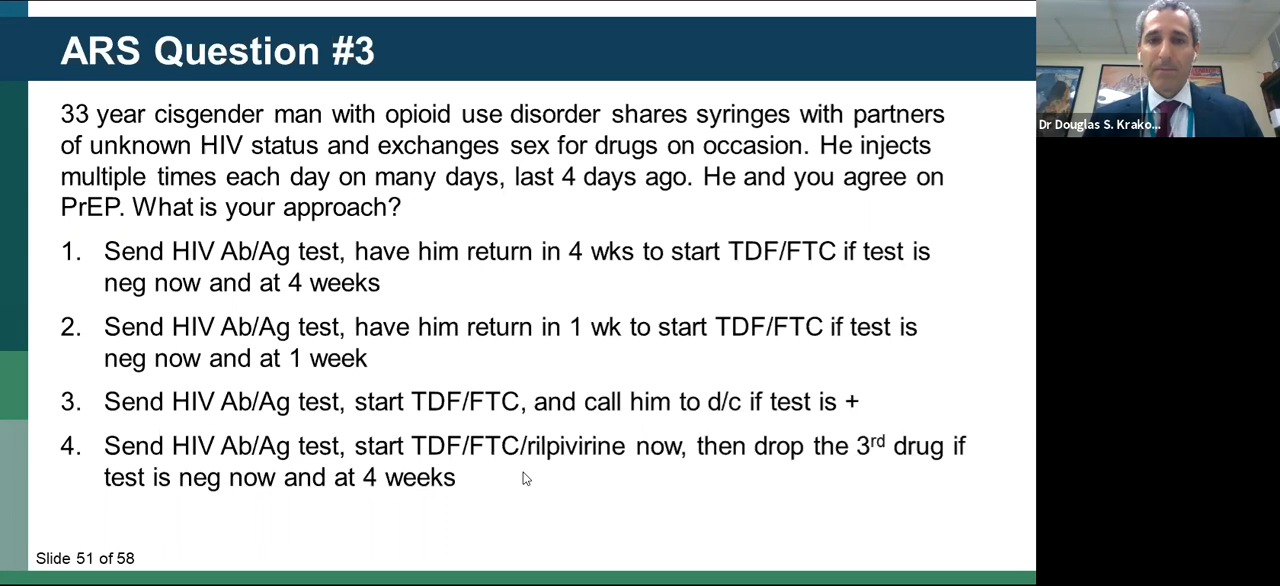 ARS Question #3
33 year cisgender man with opioid use disorder shares syringes with partners
of unknown HIV status and exchanges sex for drugs on occasion. He injects
multiple times each day on many days, last 4 days ago. He and you agree on
PrEP. What is your approach?
1. Send HIV Ab/Ag test, have him return in 4 wks to start TDF/FTC if test is
neg now and at 4 weeks
2. Send HIV Ab/Ag test, have him return in 1 wk to start TDF/FTC if test is
neg now and at 1 week
3. Send HIV Ab/Ag test, start TDF/FTC, and call him to d/c if test is +
4. Send HIV Ab/Ag test, start TDF/FTC/rilpivirine now, then drop the 3rd drug if
test is neg now and at 4 weeks
Slide 51 of 58
Dr Douglas S. Krako...